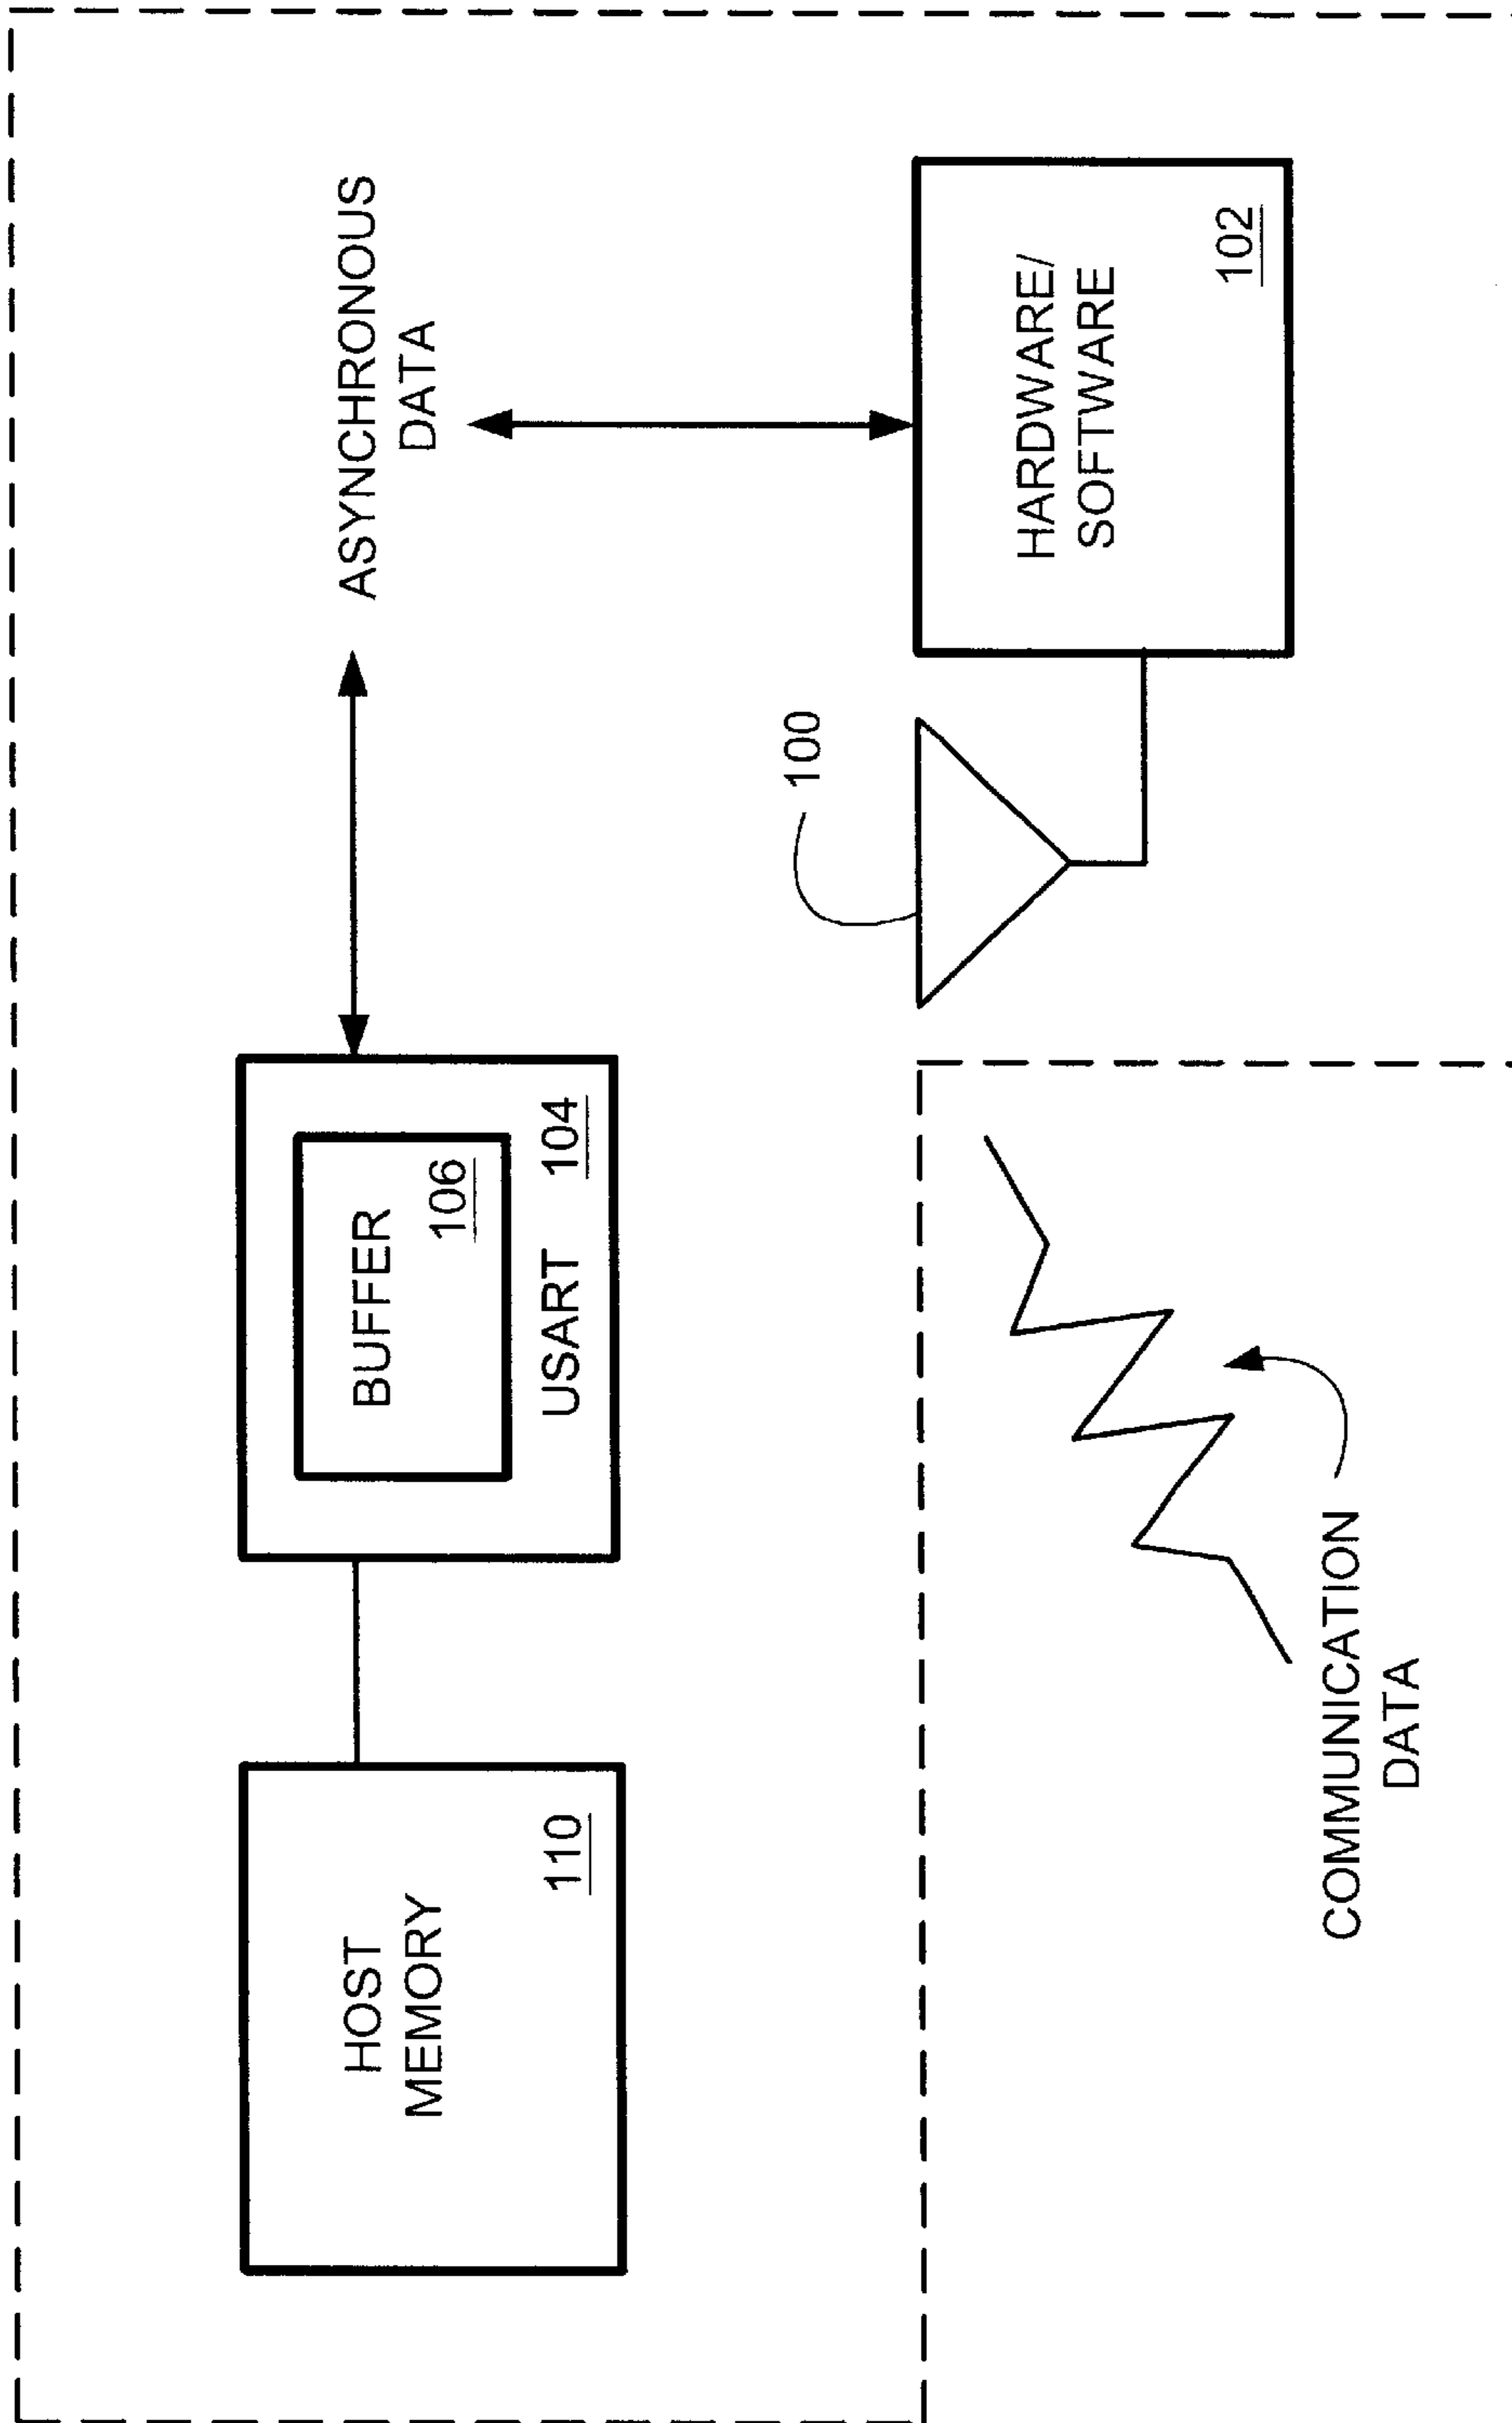 HOST
MEMORY
110
BUFFER
106
USART 104
ASYNCHRONOUS
DATA
100
HARDWARE/
SOFTWARE
102
COMMUNICATION
DATA